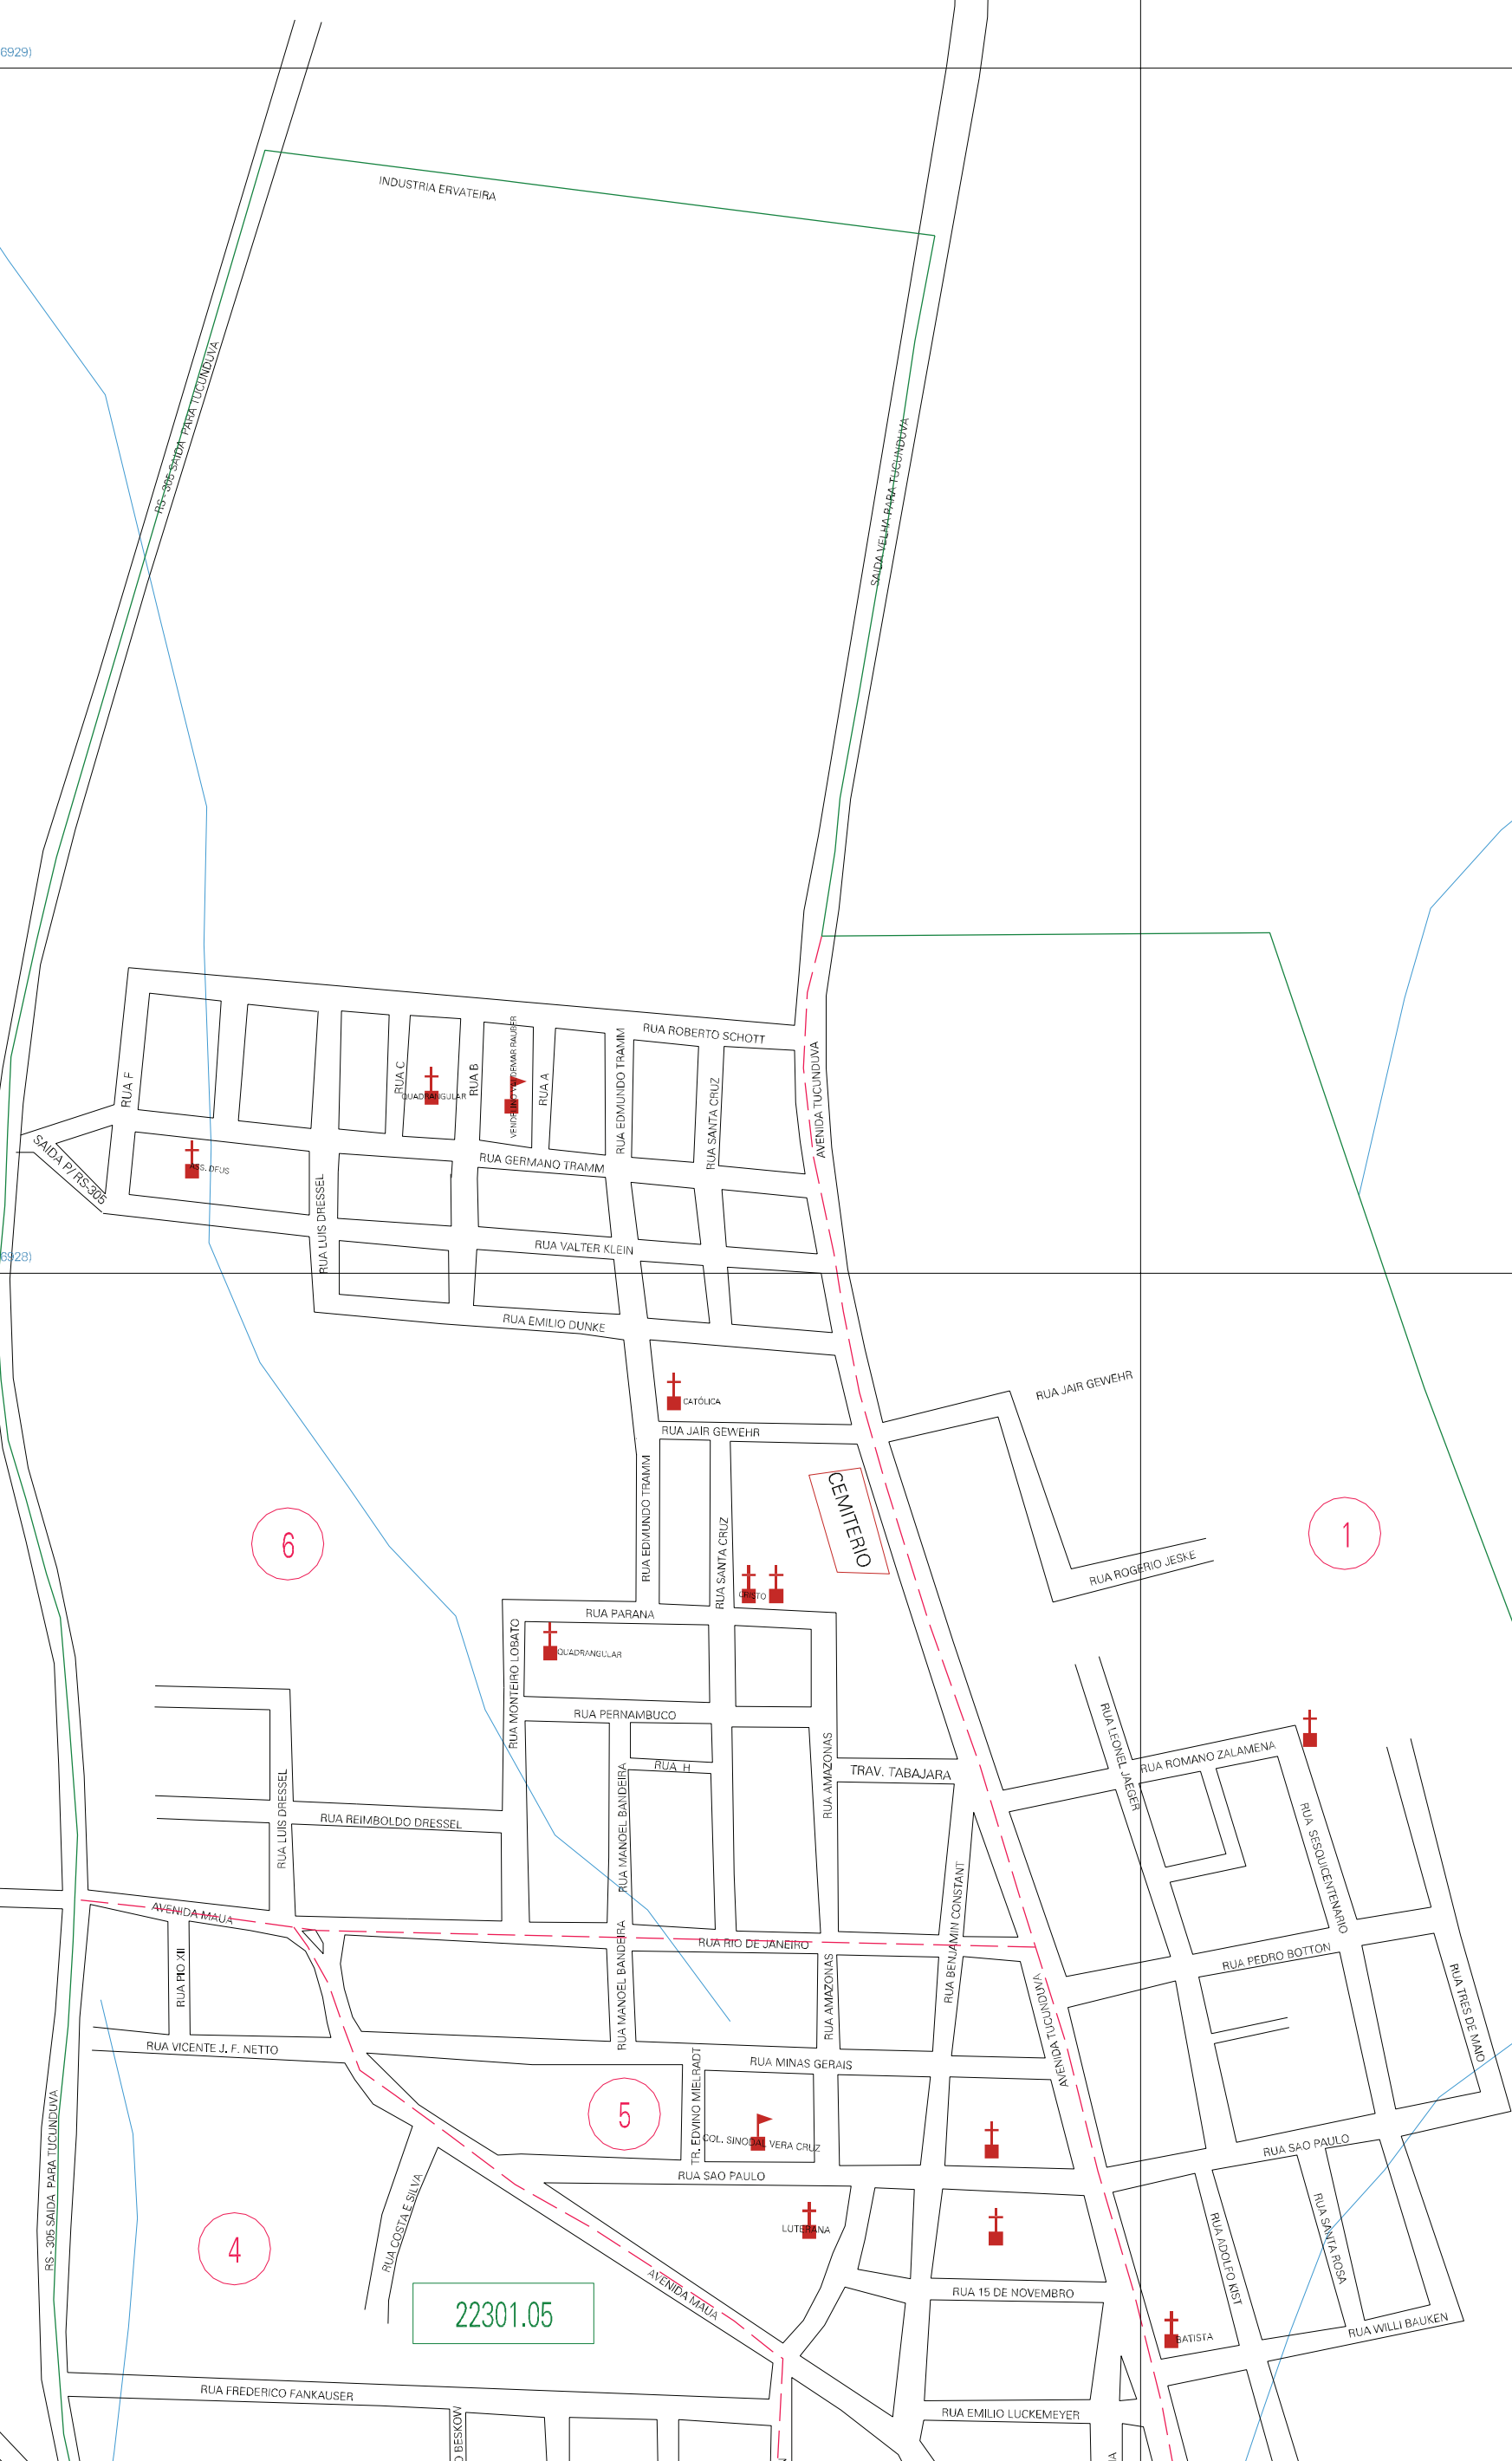 6929)
INDUSTRIA ERVATEIRA
RS - 305 SAIDA PARA TUCUNDUVA
SAIDA VELHA PARA TUCUNDUVA
RUA ROBERTO SCHOTT
RUA F
RUA C
QUADRANGULAR
RUA B
RUA A
RUA EDMUNDO TRAMM
RUA SANTA CRUZ
AVENIDA TUCUNDUVA
SAIDA P/ RS-305
ASS. DEUS
RUA GERMANO TRAMM
RUA LUIS DRESSEL
RUA VALTER KLEIN
6928)
RUA EMILIO DUNKE
RUA JAIR GEWEHR
CATÓLICA
RUA JAIR GEWEHR
CEMITERIO
RUA EDMUNDO TRAMM
RUA SANTA CRUZ
6
1
RUA ROGERIO JESKE
CRISTO
RUA PARANA
QUADRANGULAR
RUA MONTEIRO LOBATO
RUA PERNAMBUCO
RUA H
RUA AMAZONAS
TRAV. TABAJARA
RUA LEONEL JAEGER
RUA ROMANO ZALAMENA
RUA LUIS DRESSEL
RUA REIMBOLDO DRESSEL
RUA MANOEL BANDEIRA
RUA SESQUICENTENARIO
AVENIDA MAUA
RUA BENJAMIN CONSTANT
RUA RIO DE JANEIRO
RUA PEDRO BOTTON
RUA PIO XII
RUA MANOEL BANDEIRA
RUA AMAZONAS
AVENIDA TUCUNDUVA
RUA TRES DE MAIO
RUA VICENTE J. F. NETTO
RUA MINAS GERAIS
TR. EDVINO MIELRADT
5
COL. SINODAL VERA CRUZ
RS - 305 SAIDA PARA TUCUNDUVA
RUA SAO PAULO
RUA SAO PAULO
RUA COSTA E SILVA
4
LUTERANA
RUA ADOLFO KIST
RUA SANTA ROSA
AVENIDA MAUA
RUA 15 DE NOVEMBRO
22301.05
BATISTA
RUA WILLI BAUKEN
RUA FREDERICO FANKAUSER
RUA EMILIO LUCKEMEYER
O BESKOW